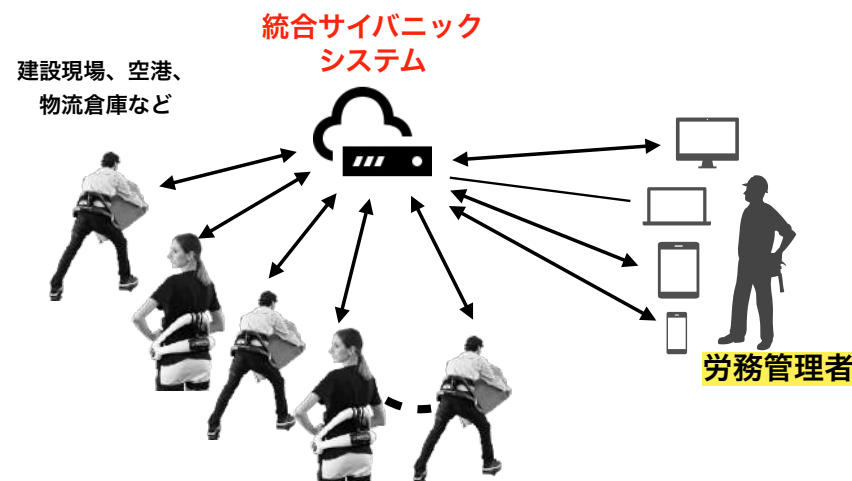 統合サイバニック
システム
建設現場、空港、
物流倉庫など
労務管理者